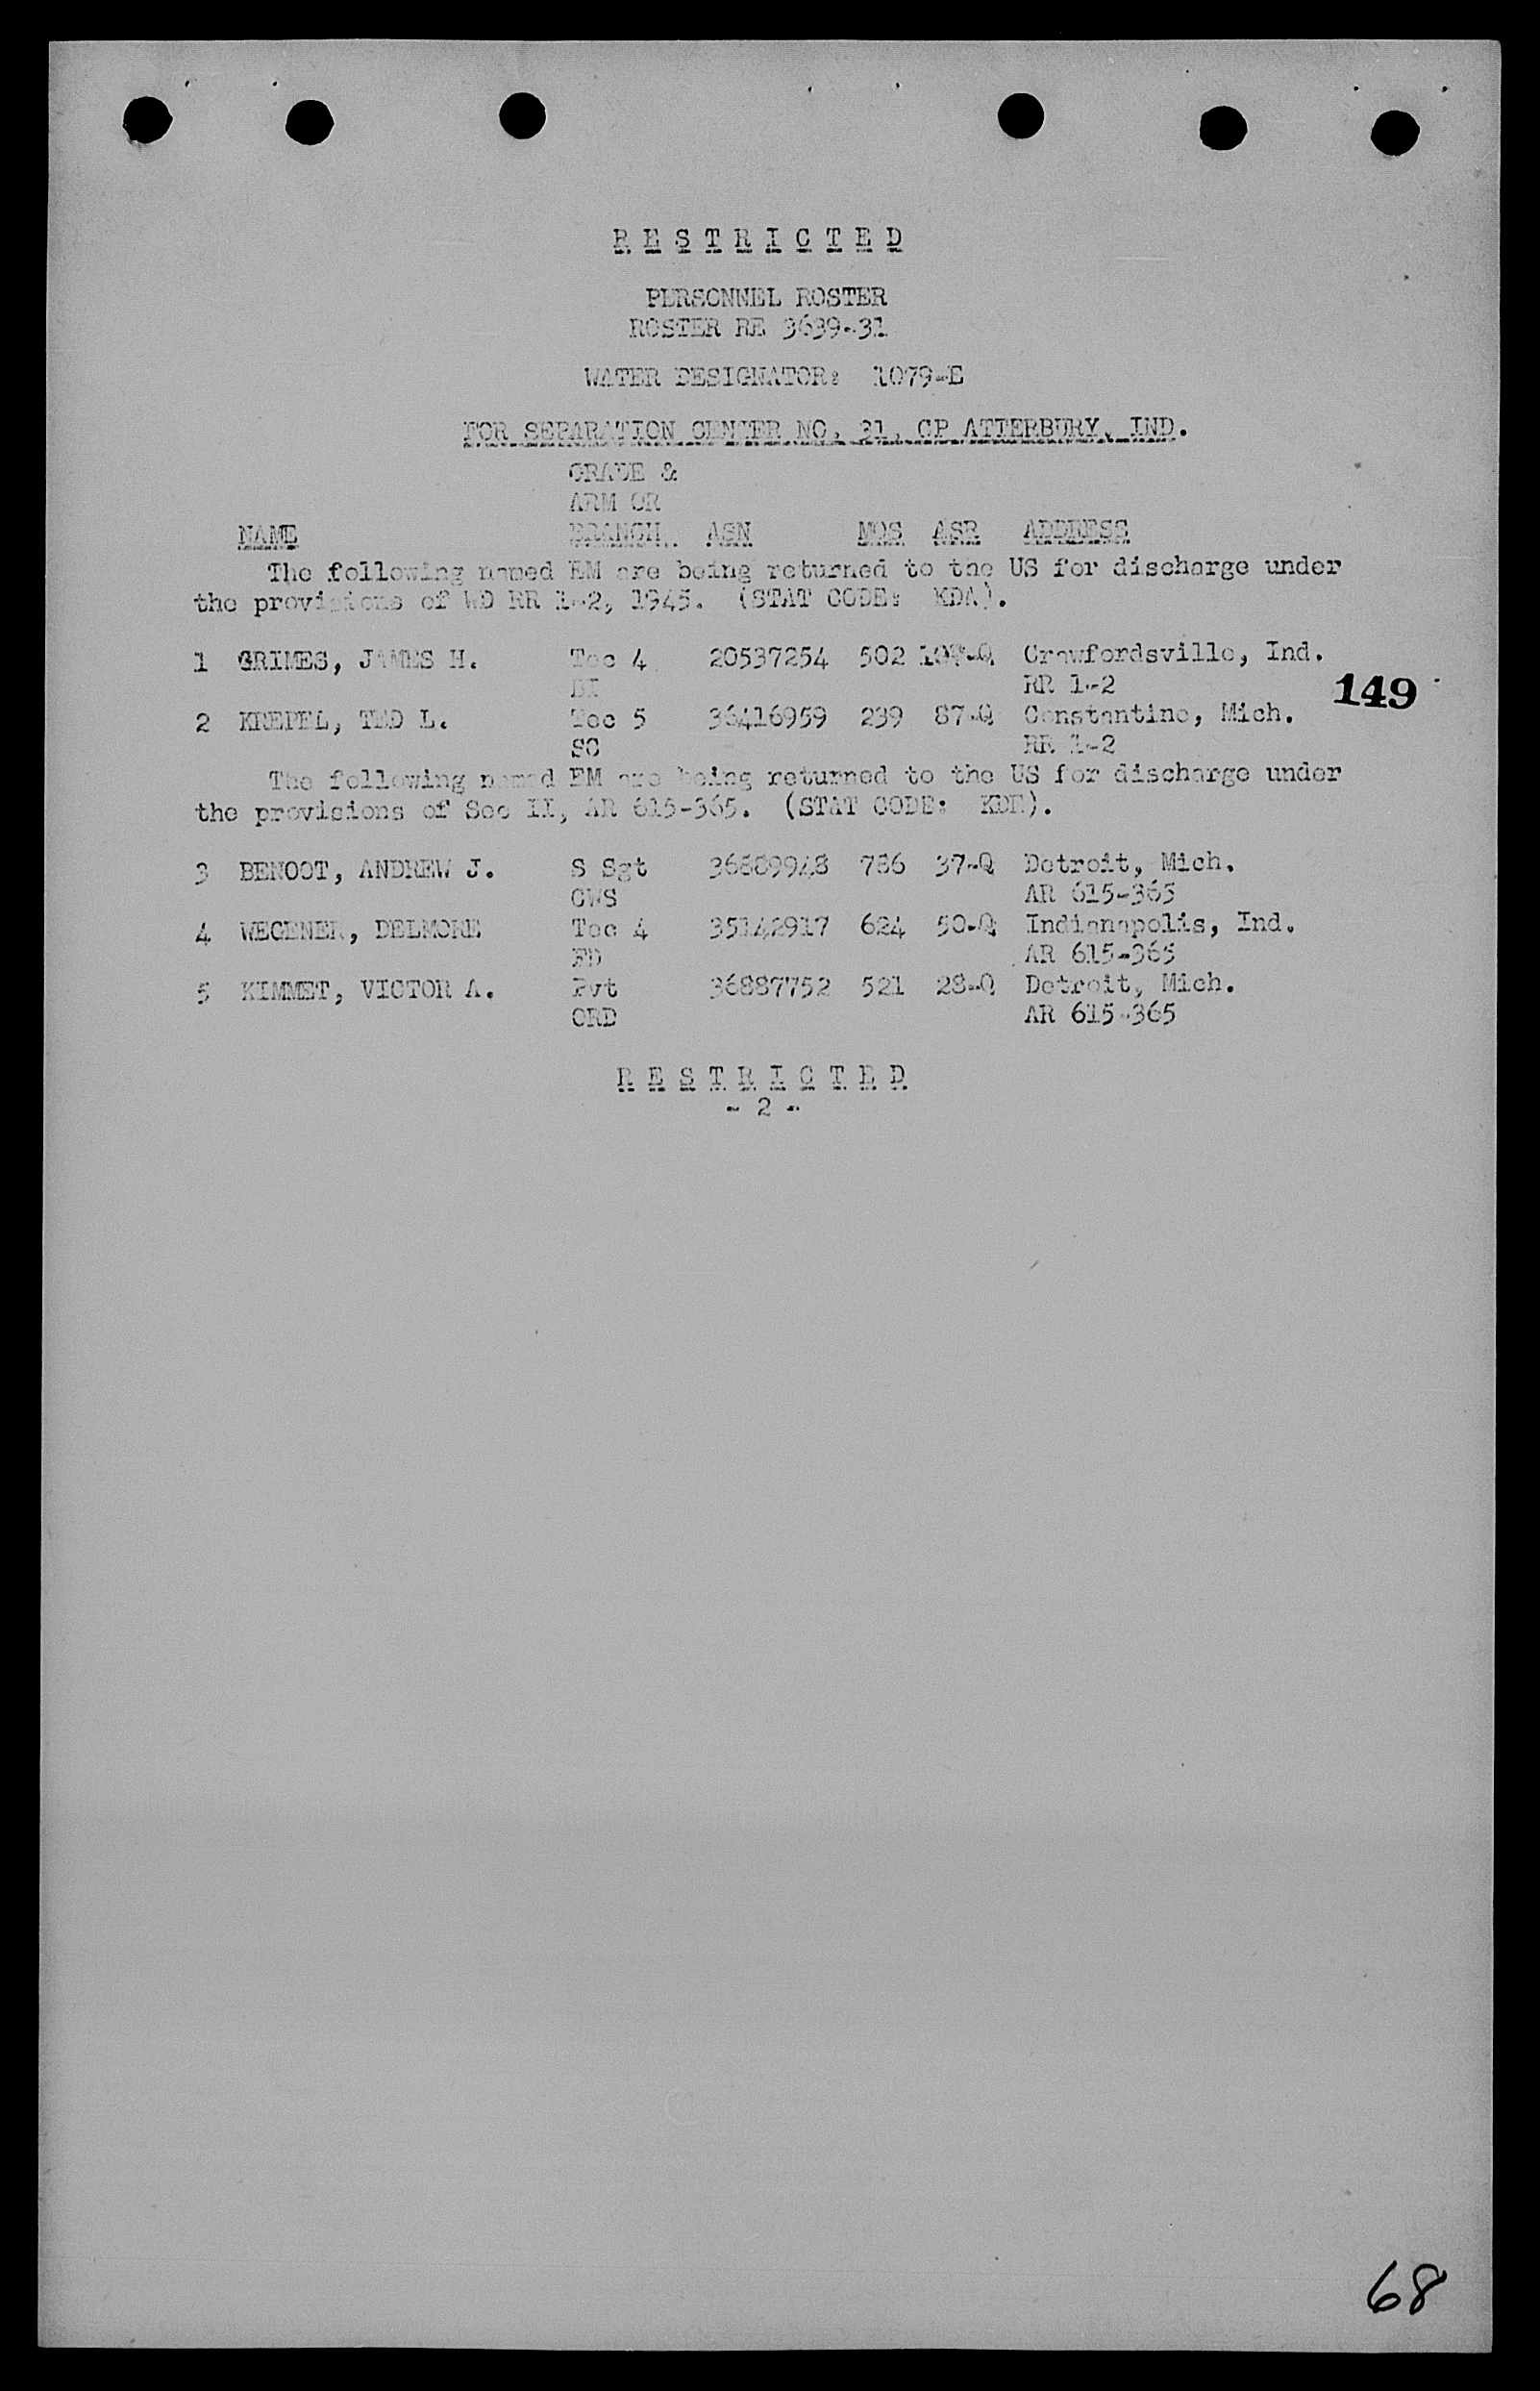 R E S T R I C T E D
PERSONNEL ROSTER
ROSTER RE 3639-31
WATER DESIGNATOR: 1079-E
FOR SEPARATION CENTER NO. 31, CP ATTERBURY, IND.
GRADE &
ARM OR
NAME BRANCH ASN MOS ASR ADDRESS
The following named EM are being returned to the US for discharge under
the provisions of WD RR 1-2, 1945. (STAT CODE: KDA).
1 GRIMES, JAMES H. Tec 4 20537254 502 Crawfordsville, Ind.
RR 1-2
149
2 KREPEL, TED L. Tec 5 36416959 239 87-Q Constantine, Mich.
SC RR 1-2
The following named EM are being returned to the US for discharge under
the provisions of Sec II, AR 615-365. (STAT CODE: ).
3 BENOOT, ANDREW J. S Sgt 36889948 786 37-Q Detroit, Mich.
CWS AR 615-365
4 WEGENER, DELMORE Tec 4 35142917 624 50-Q Indianapolis, Ind.
FD AR 615-365
5 KIMMET, VICTOR A. Pvt 36887752 521 28-Q Detroit, Mich.
ORD AR 615-365
R E S T R I C T E D
- 2 -
68